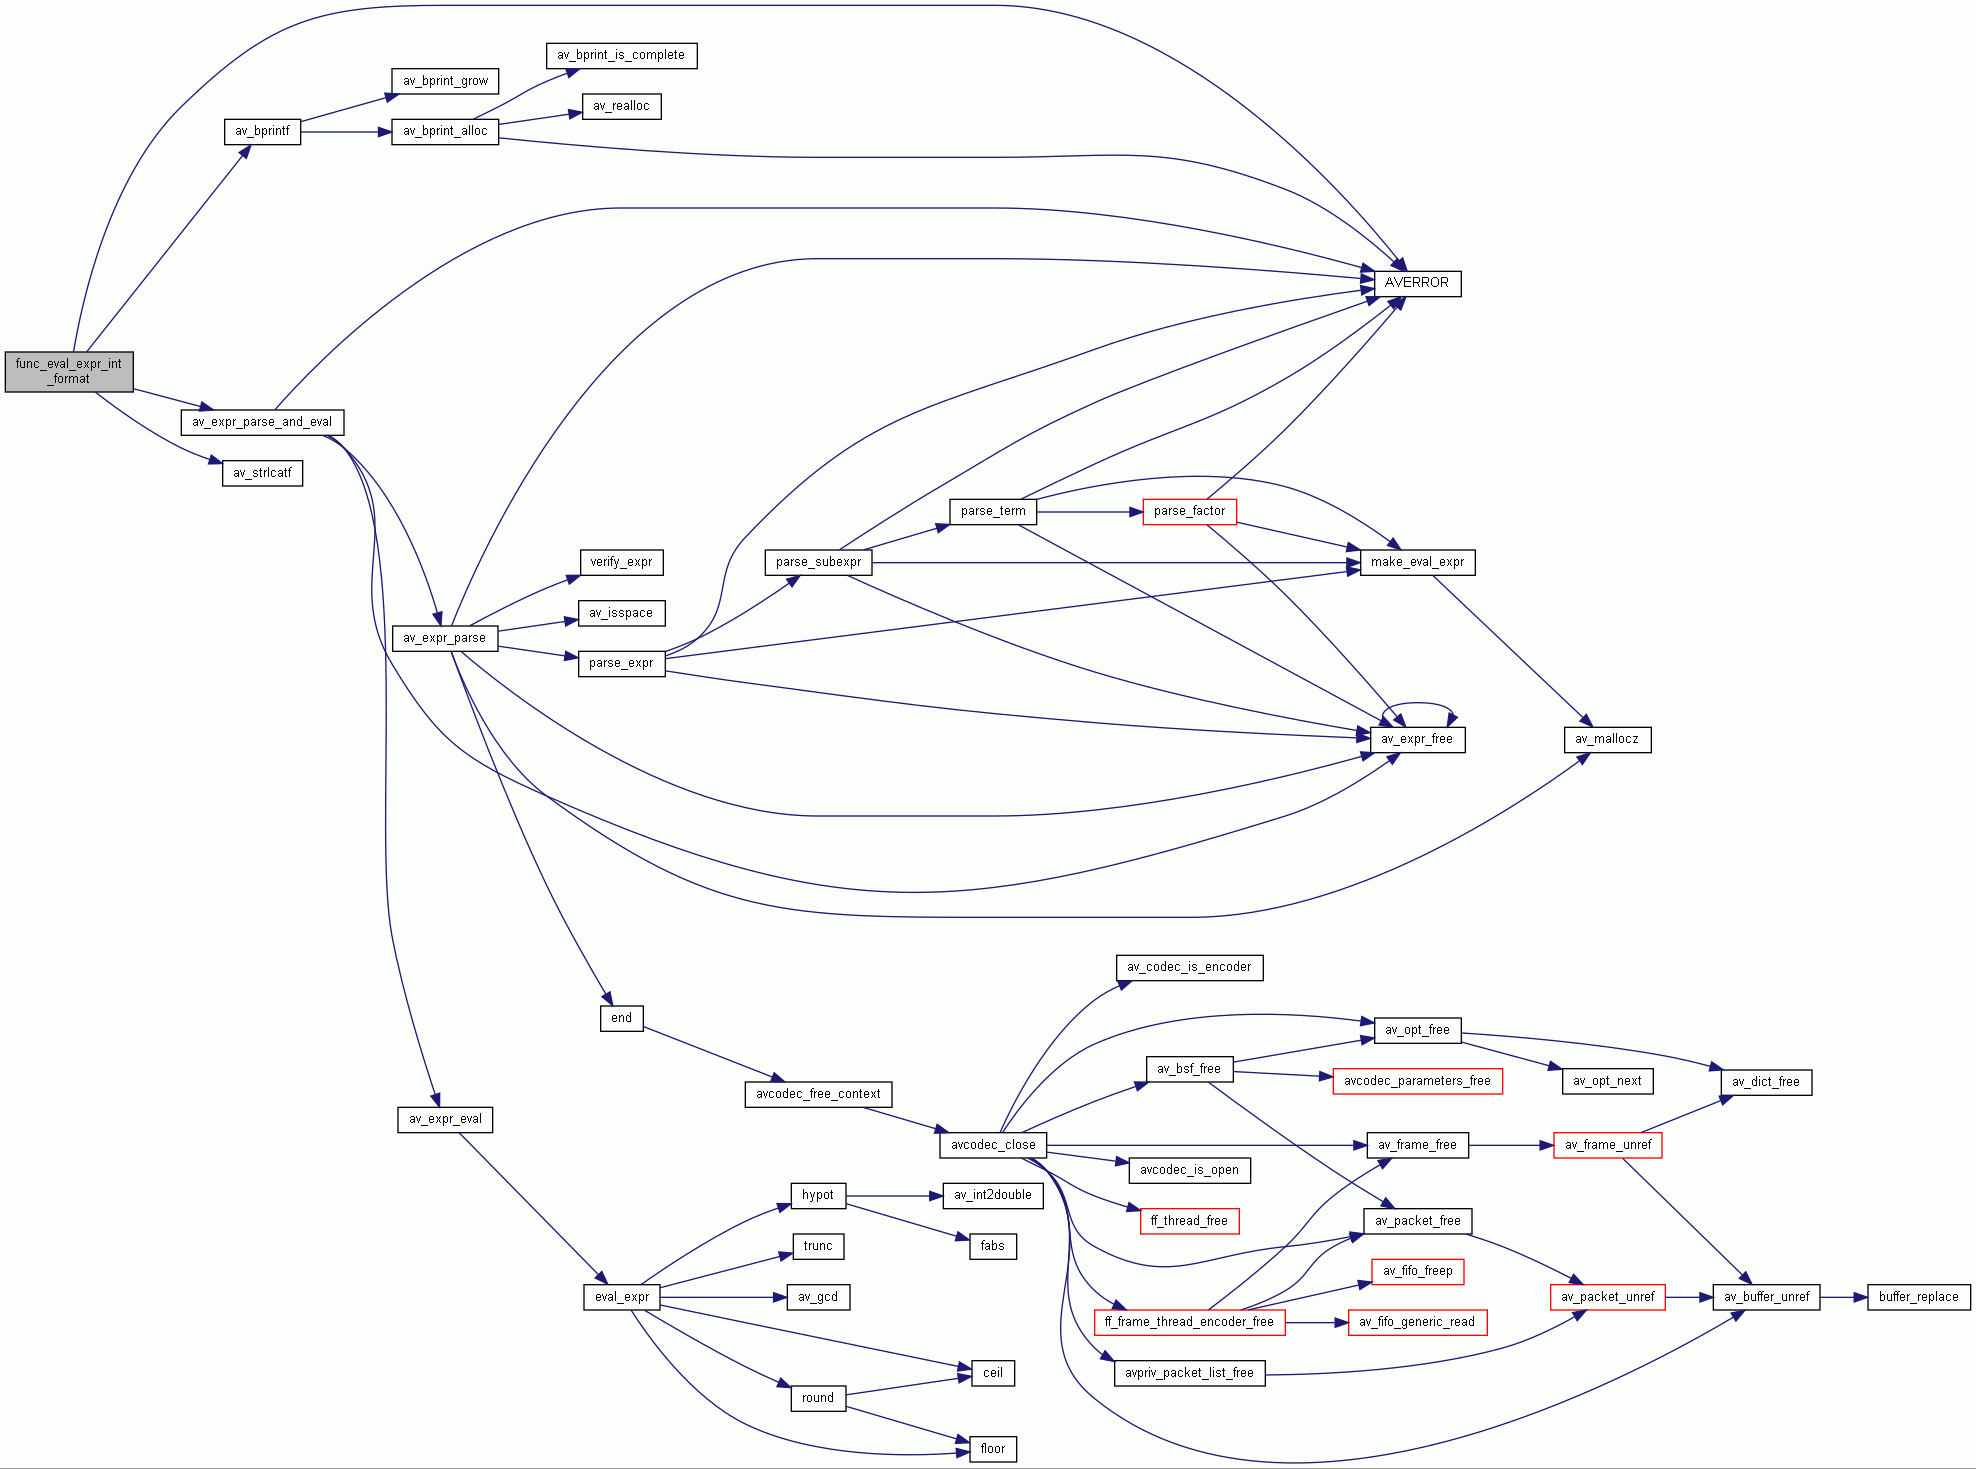 av_bprint_is_complete
av_bprint_grow
av_realloc
av_bprintf
av_bprint_alloc
AVERROR
func_eval_expr_int
_format
av_expr_parse_and_eval
av_strlcatf
parse_term
parse_factor
verify_expr
parse_subexpr
make_eval_expr
av_isspace
av_expr_parse
parse_expr
av_expr_free
av_mallocz
av_codec_is_encoder
end
av_opt_free
av_bsf_free
avcodec_parameters_free
av_opt_next
av_dict_free
avcodec_free_context
av_expr_eval
avcodec_close
av_frame_free
av_frame_unref
avcodec_is_open
hypot
av_int2double
ff_thread_free
av_packet_free
trunc
fabs
av_fifo_freep
eval_expr
av_gcd
av_packet_unref
av_buffer_unref
buffer_replace
ff_frame_thread_encoder_free
av_fifo_generic_read
ceil
avpriv_packet_list_free
round
floor